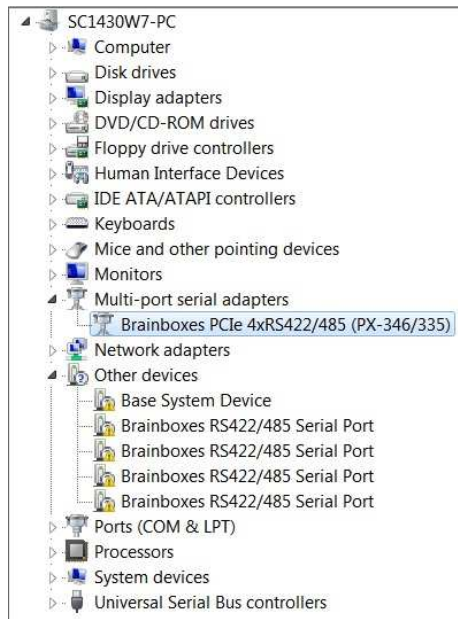 SC1430W7-PC
Computer
Disk drives
Display adapters
DVD/CD-ROM drives
Floppy drive controllers
Human Interface Devices
IDE ATA/ATAPI controllers
Keyboards
Mice and other pointing devices
Monitors
Multi-port serial adapters
Brainboxes PCIe 4xRS422/485 (PX-346/335)
Network adapters
Other devices
Base System Device
Brainboxes RS422/485 Serial Port
Brainboxes RS422/485 Serial Port
Brainboxes RS422/485 Serial Port
Brainboxes RS422/485 Serial Port
Ports (COM & LPT)
Processors
System devices
Universal Serial Bus controllers